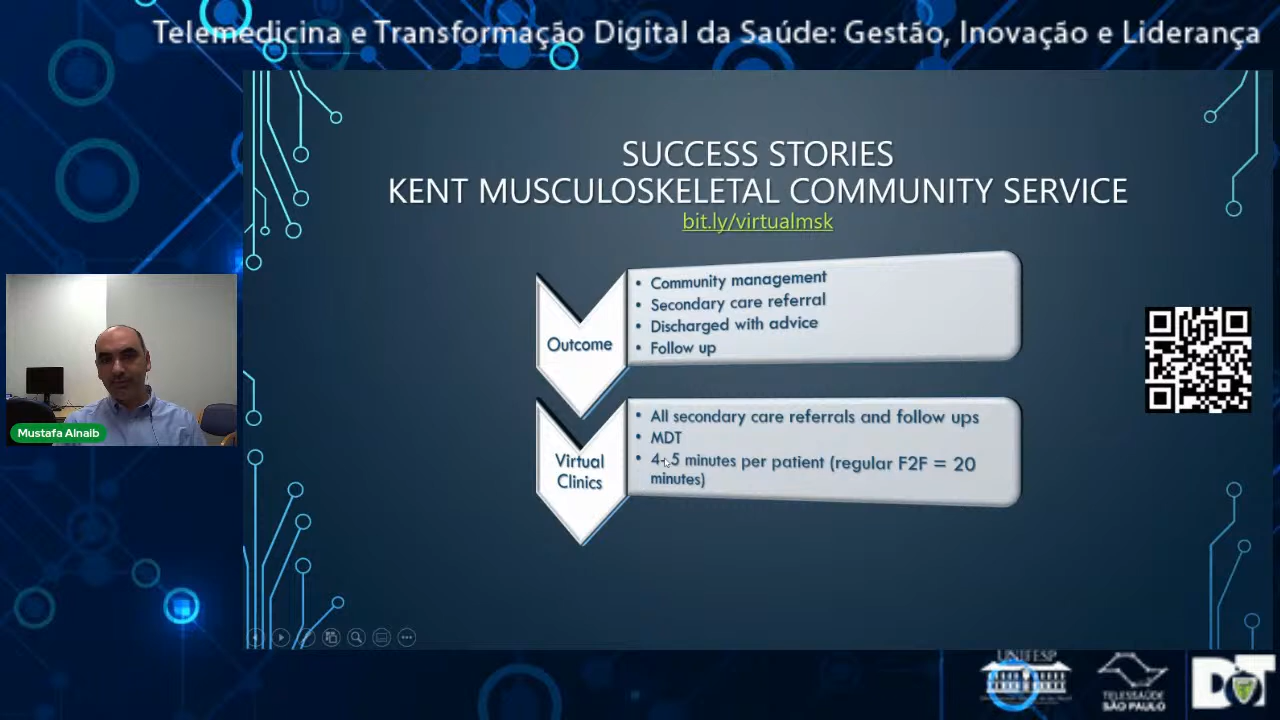 Telemedicina e Transformação Digital da Saúde: Gestão, Inovação e Liderança
SUCCESS STORIES
KENT MUSCULOSKELETAL COMMUNITY SERVICE
bit.ly/virtualmsk
Outcome
• Community management
• Secondary care referral
• Discharged with advice
• Follow up
Virtual
Clinics
• All secondary care referrals and follow ups
• MDT
• 4-5 minutes per patient (regular F2F = 20
minutes)
Mustafa Alnaib
UNIFESP
TELESSAÚDE
SÃO PAULO